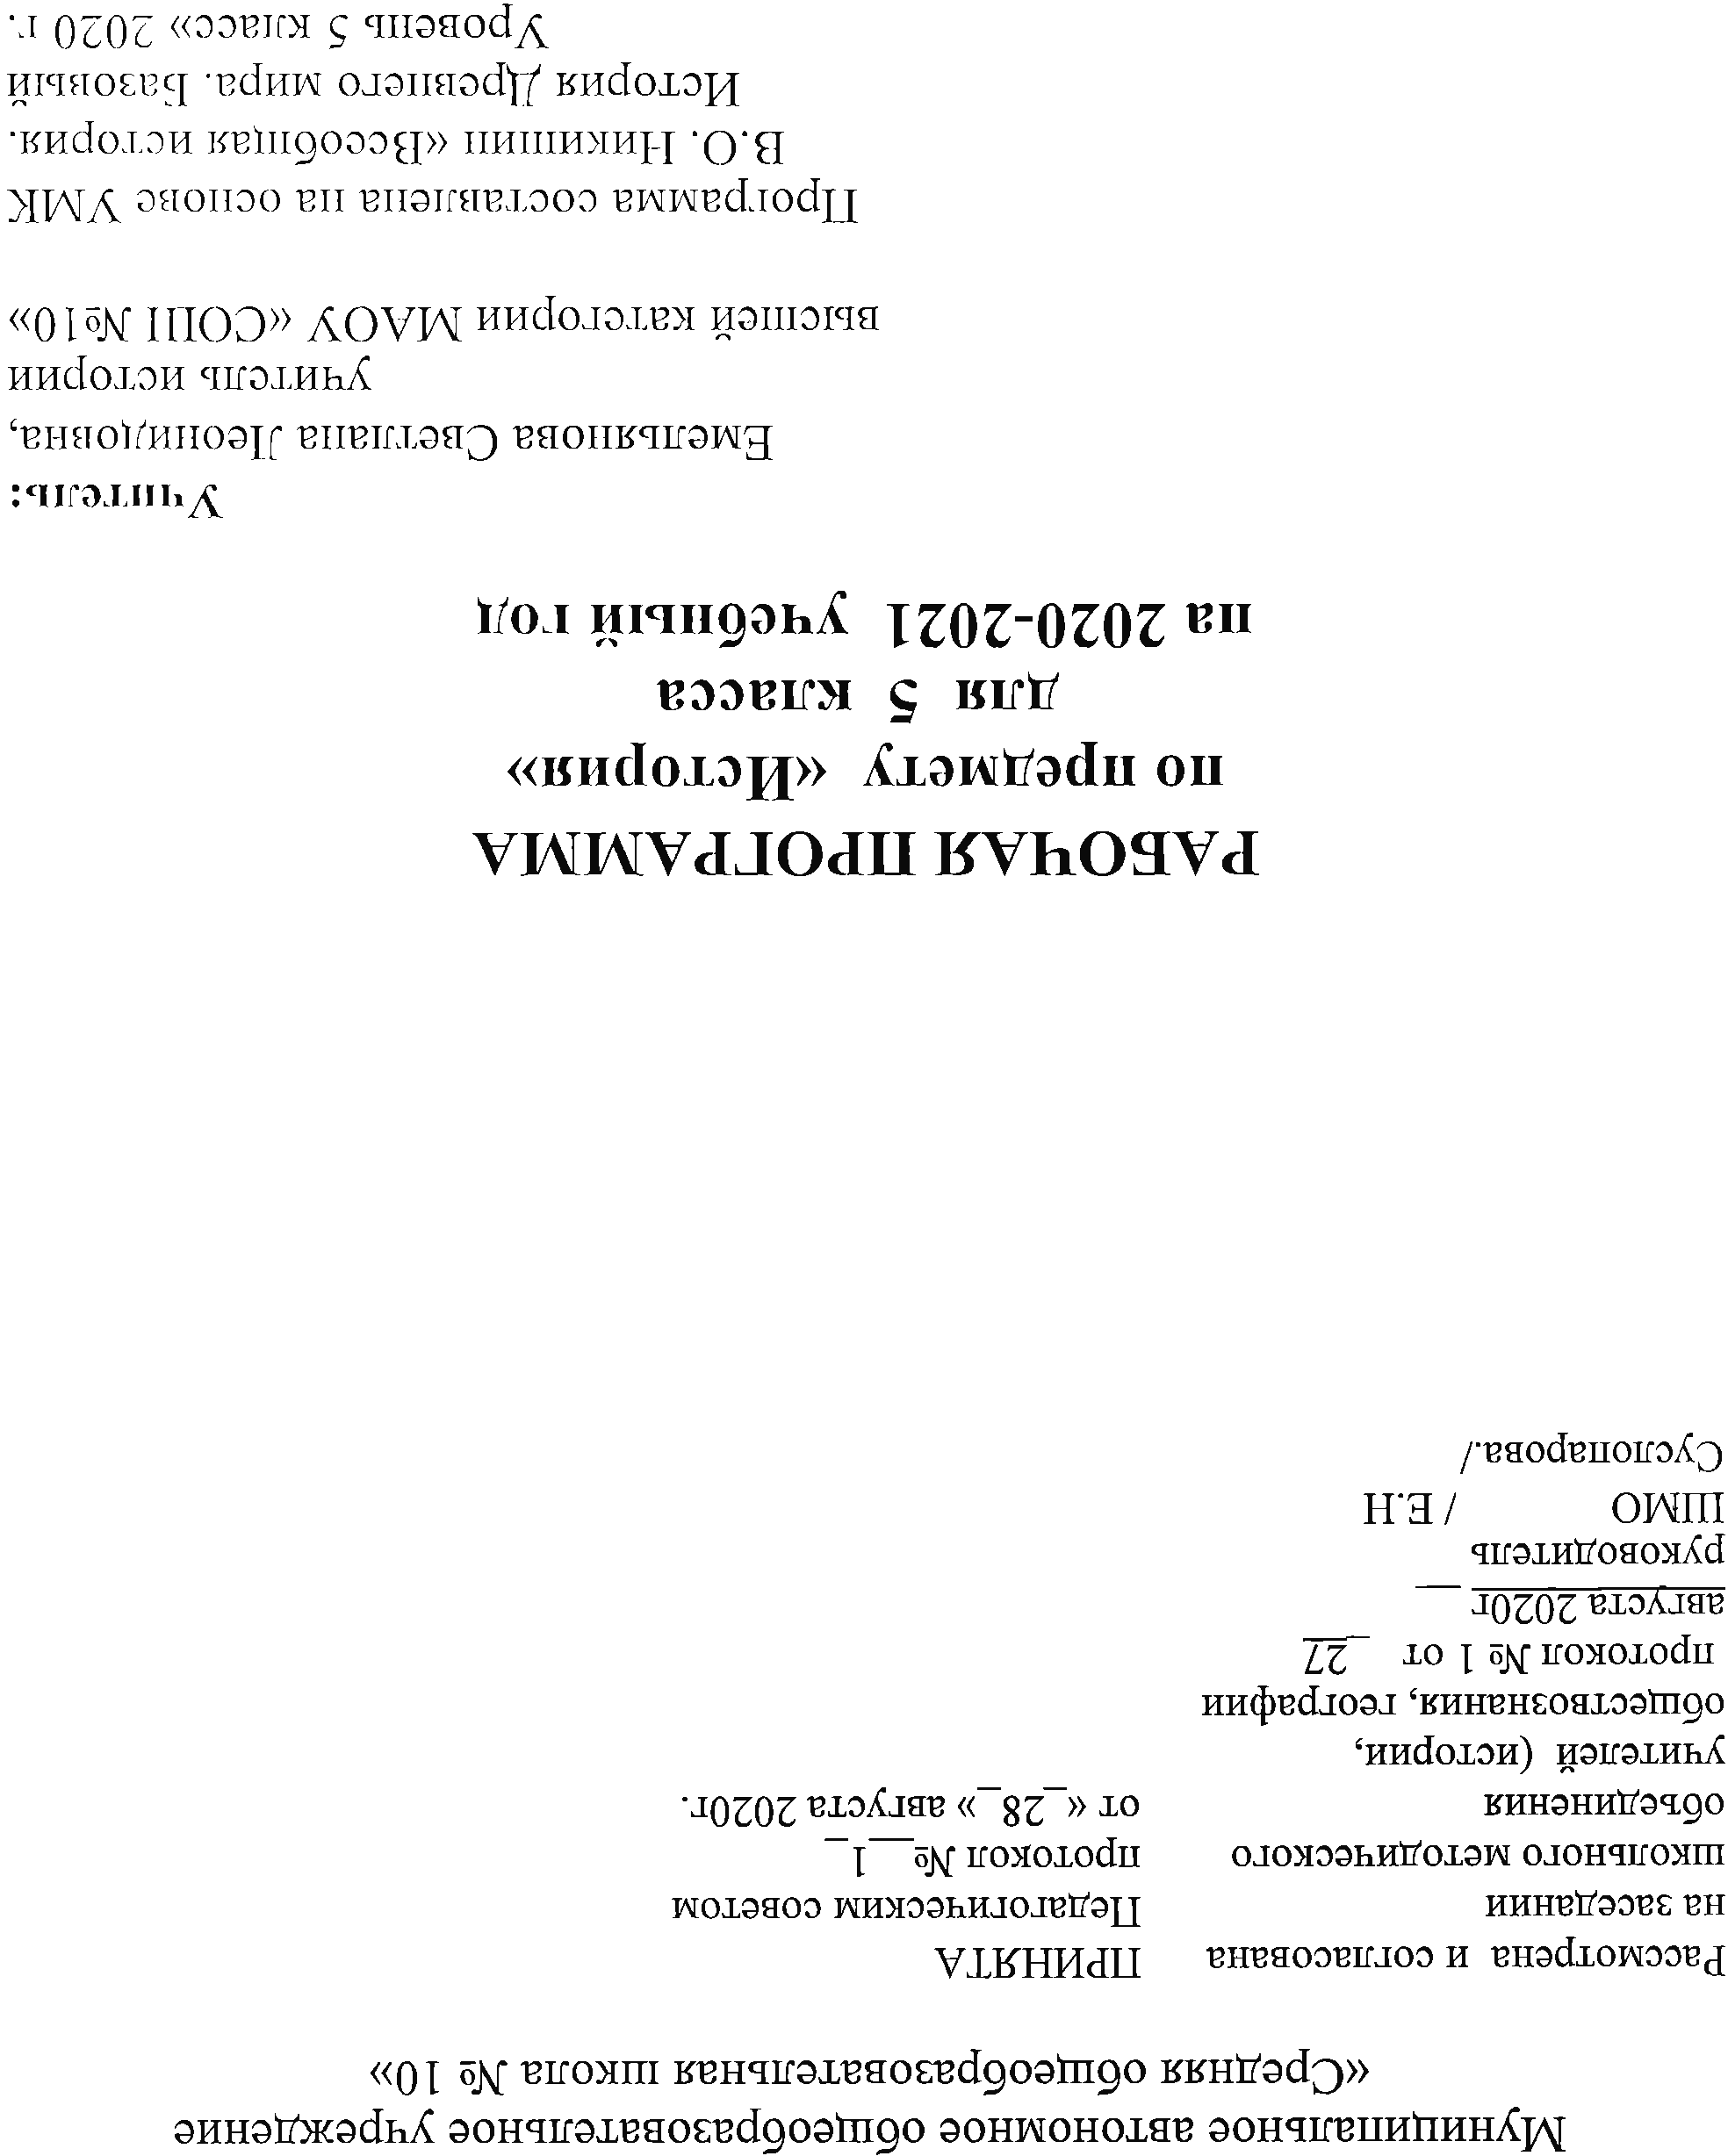 Муниципальное автономное общеобразовательное учреждение
«Средняя общеобразовательная школа № 10»
Рассмотрена и согласована
на заседании
школьного методического
объединения
учителей (истории,
обществознания, географии
протокол № 1 от _27
августа 2020г _
руководитель
ШМО / Е.Н
Суслопарова./
ПРИНЯТА
Педагогическим советом
протокол №__1_
от «_28_» августа 2020г.
РАБОЧАЯ ПРОГРАММА
по предмету «История»
для 5 класса
на 2020-2021 учебный год
Учитель:
Емельянова Светлана Леонидовна,
учитель истории
высшей категории МАОУ «СОШ №10»
Программа составлена на основе УМК
В.О. Никишин «Всеобщая история.
История Древнего мира. Базовый
Уровень 5 класс» 2020 г.